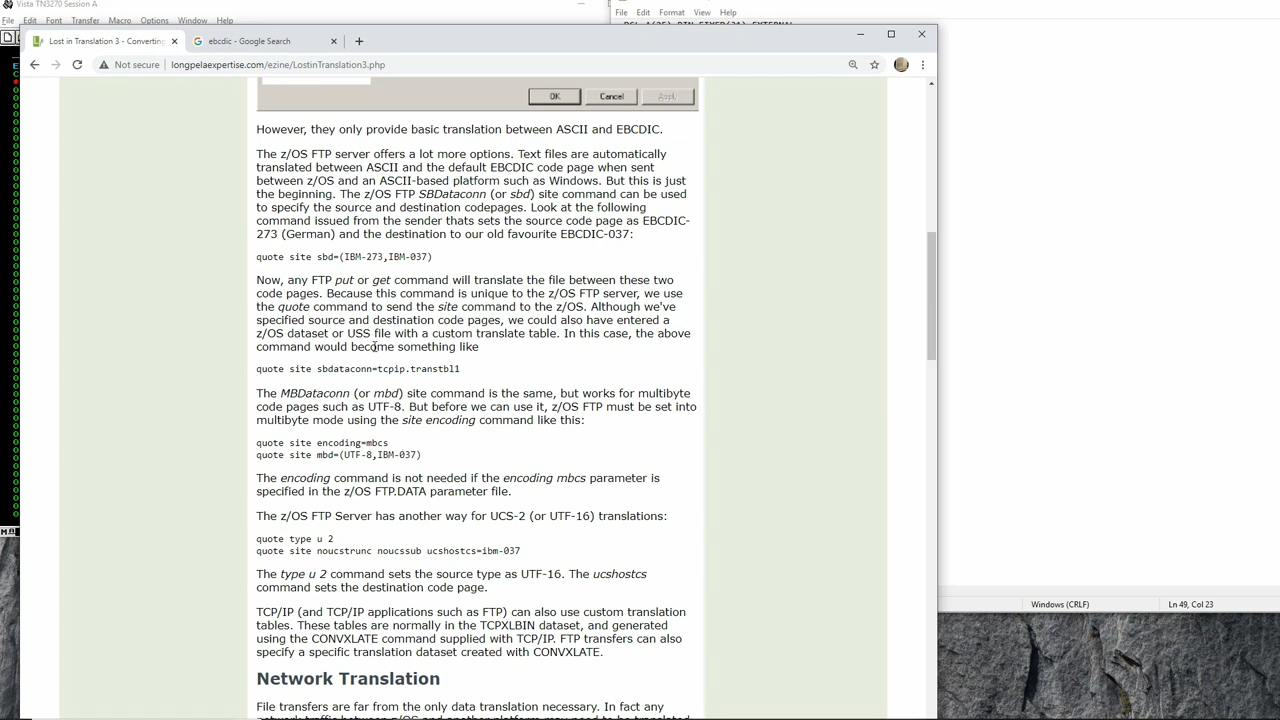 Vista TN3270 Session A
File Edit Font Transfer Macro Options Window Help
File Edit Format View Help
Lost in Translation 3 - Converting
ebcdic - Google Search
Not secure longpelaexpertise.com/ezine/LostinTranslation3.php
OK Cancel Apply
However, they only provide basic translation between ASCII and EBCDIC.
The z/OS FTP server offers a lot more options. Text files are automatically
translated between ASCII and the default EBCDIC code page when sent
between z/OS and an ASCII-based platform such as Windows. But this is just
the beginning. The z/OS FTP SBDataconn (or sbd) site command can be used
to specify the source and destination codepages. Look at the following
command issued from the sender thats sets the source code page as EBCDIC-
273 (German) and the destination to our old favourite EBCDIC-037:
quote site sbd=(IBM-273,IBM-037)
Now, any FTP put or get command will translate the file between these two
code pages. Because this command is unique to the z/OS FTP server, we use
the quote command to send the site command to the z/OS. Although we've
specified source and destination code pages, we could also have entered a
z/OS dataset or USS file with a custom translate table. In this case, the above
command would become something like
quote site sbdataconn=tcpip.transtbl1
The MBDataconn (or mbd) site command is the same, but works for multibyte
code pages such as UTF-8. But before we can use it, z/OS FTP must be set into
multibyte mode using the site encoding command like this:
quote site encoding=mbcs
quote site mbd=(UTF-8,IBM-037)
The encoding command is not needed if the encoding mbcs parameter is
specified in the z/OS FTP.DATA parameter file.
The z/OS FTP Server has another way for UCS-2 (or UTF-16) translations:
quote type u 2
quote site noucstrunc noucssub ucshostcs=ibm-037
The type u 2 command sets the source type as UTF-16. The ucshostcs
command sets the destination code page.
TCP/IP (and TCP/IP applications such as FTP) can also use custom translation
tables. These tables are normally in the TCPXLBIN dataset, and generated
using the CONVXLATE command supplied with TCP/IP. FTP transfers can also
specify a specific translation dataset created with CONVXLATE.
Network Translation
File transfers are far from the only data translation necessary. In fact any
network traffic between z/OS and another platform may need to be translated
Windows (CRLF) Ln 49, Col 23